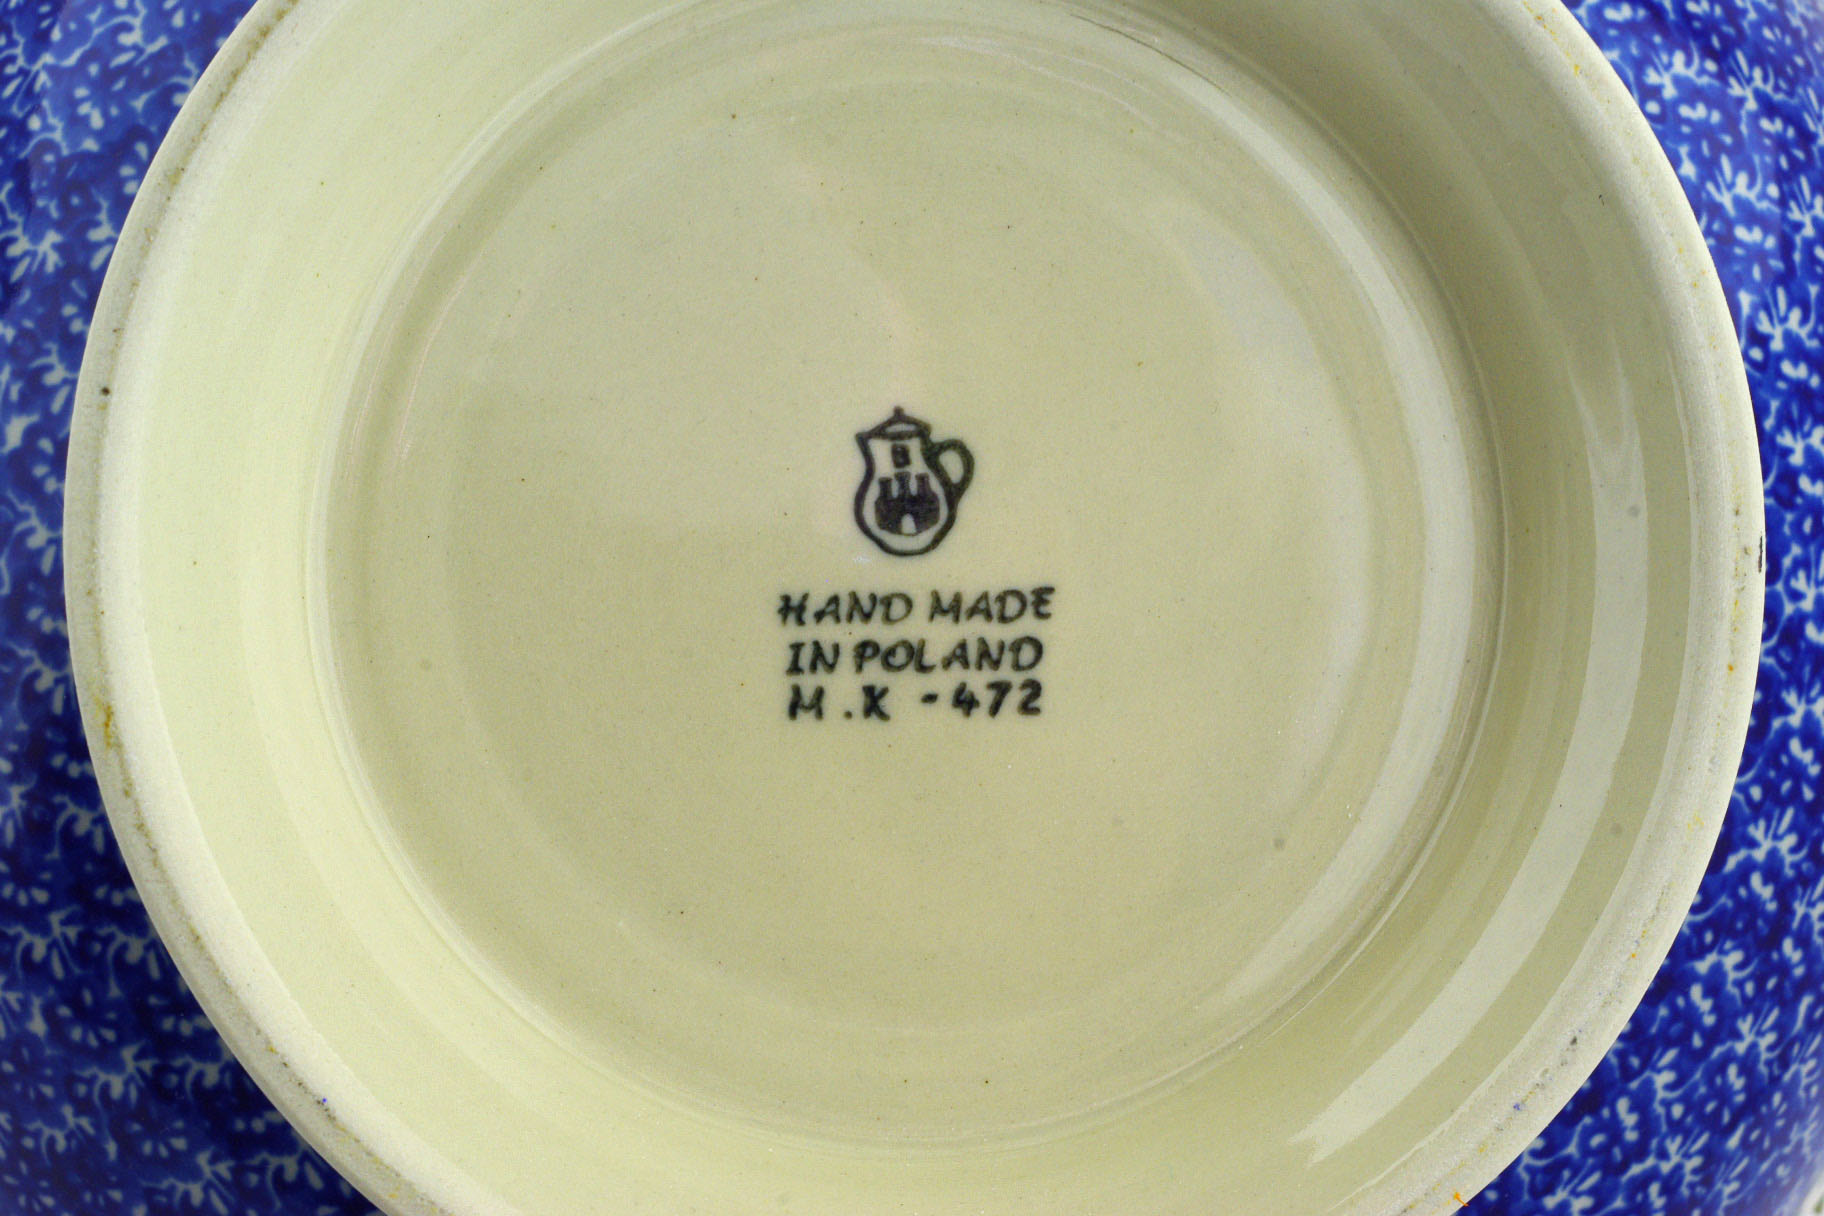 HAND MADE
IN POLAND
M.K - 472